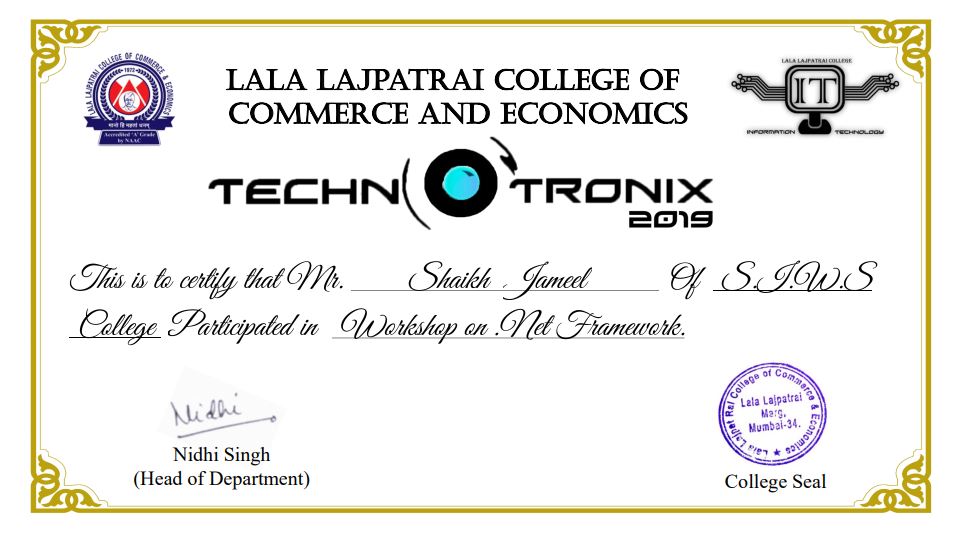 LALA LAJPATRAI COLLEGE OF COMMERCE & ECONOMICS
1972
मानो हि महतां धनम्
Accredited 'A' Grade
by NAAC
LALA LAJPATRAI COLLEGE OF
COMMERCE AND ECONOMICS
LALA LAJPATRAI COLLEGE
IT
INFORMATION TECHNOLOGY
TECHNOTRONIX
2019
This is to certify that Mr. Shaikh , Jameel Of S.I.W.S
College Participated in Workshop on .Net Framework.
Nidhi
Nidhi Singh
(Head of Department)
Lala Lajpat Rai College of Commerce & Economics
Lala Lajpatrai
Marg,
Mumbai-34.
College Seal